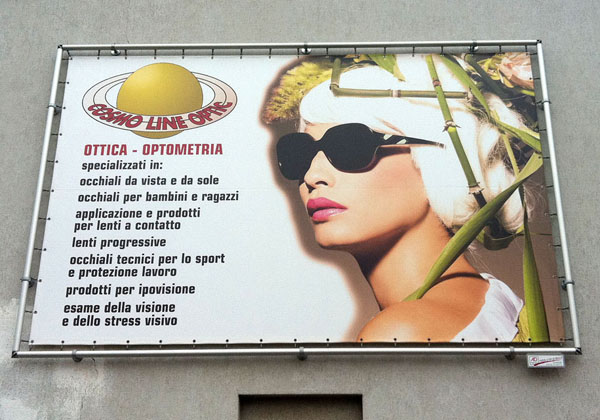 COSMO·LINE·OPTIC
OTTICA - OPTOMETRIA
specializzati in:
occhiali da vista e da sole
occhiali per bambini e ragazzi
applicazione e prodotti
per lenti a contatto
lenti progressive
occhiali tecnici per lo sport
e protezione lavoro
prodotti per ipovisione
esame della visione
e dello stress visivo